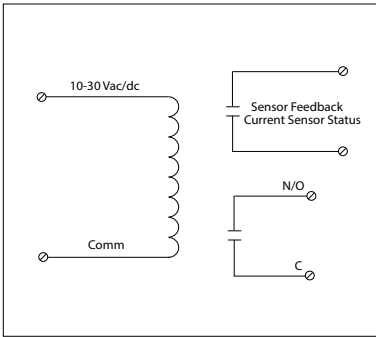 10-30 Vac/dc
Sensor Feedback
Current Sensor Status
N/O
Comm
C